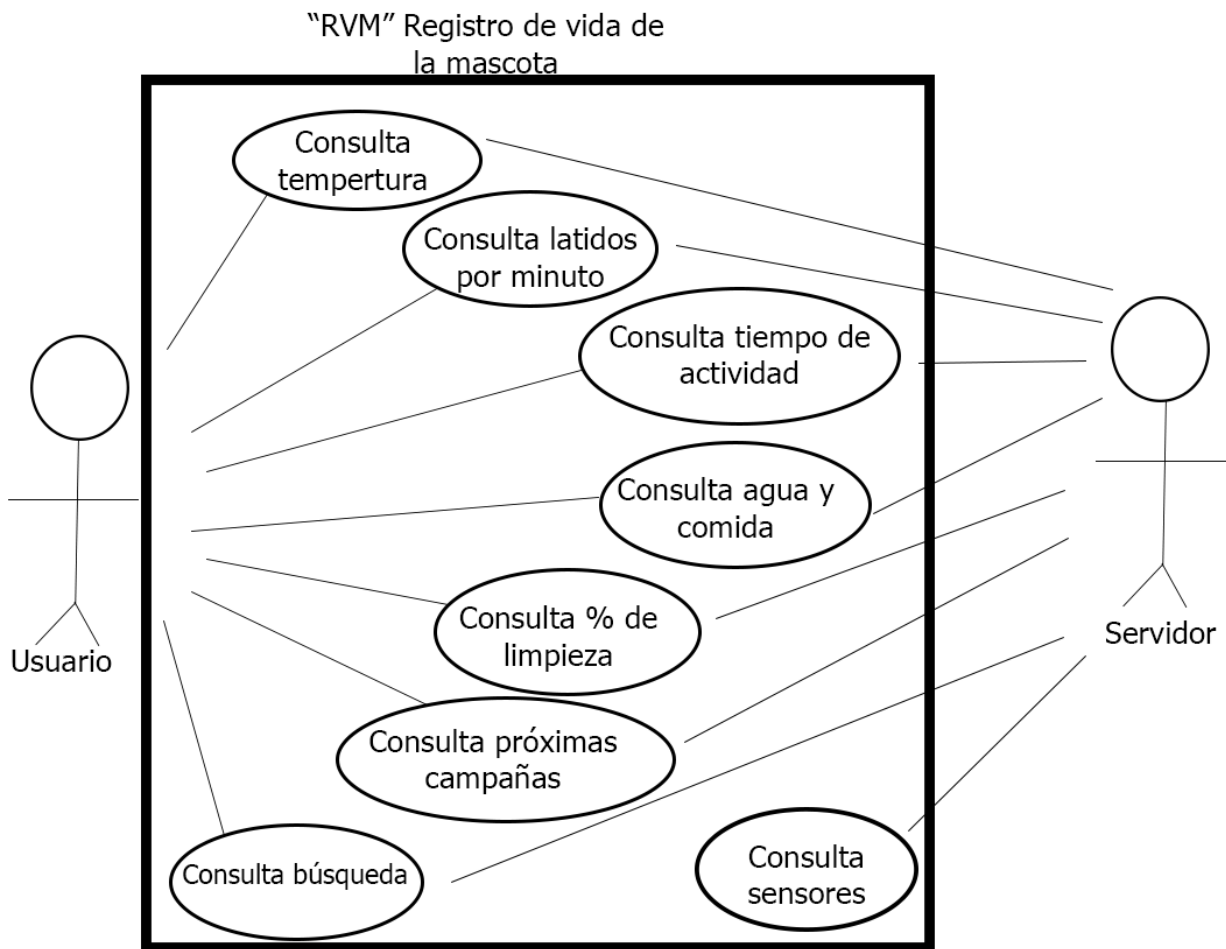 “RVM” Registro de vida de
la mascota
Consulta
tempertura
Consulta latidos
por minuto
Consulta tiempo de
actividad
Consulta agua y
comida
Consulta % de
limpieza
Consulta próximas
campañas
Consulta búsqueda
Consulta
sensores
Usuario
Servidor